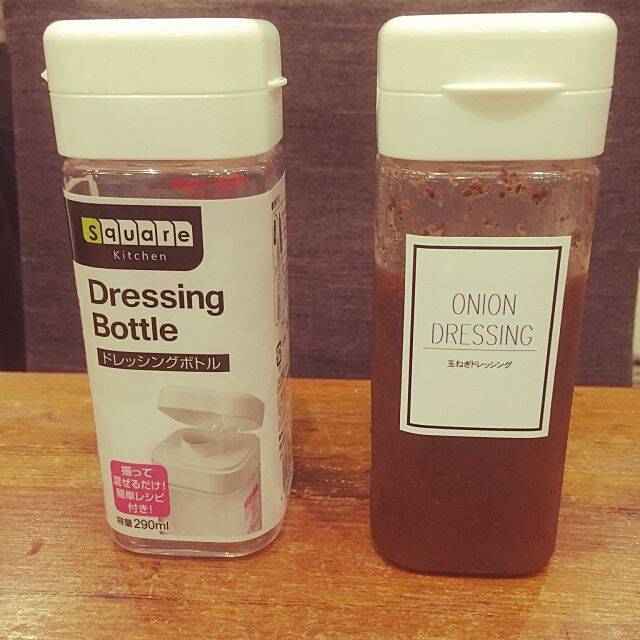 Square
Kitchen
Dressing
Bottle
ドレッシングボトル
振って
混ぜるだけ!
簡単レシピ
付き!
容量290ml
ONION
DRESSING
玉ねぎドレッシング